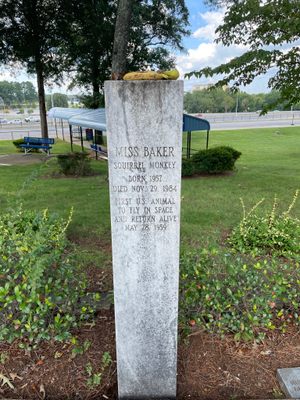 MISS BAKER
SQUIRREL MONKEY
BORN 1957
DIED NOV. 29, 1984
FIRST U.S. ANIMAL
TO FLY IN SPACE
AND RETURN ALIVE
MAY 28, 1959